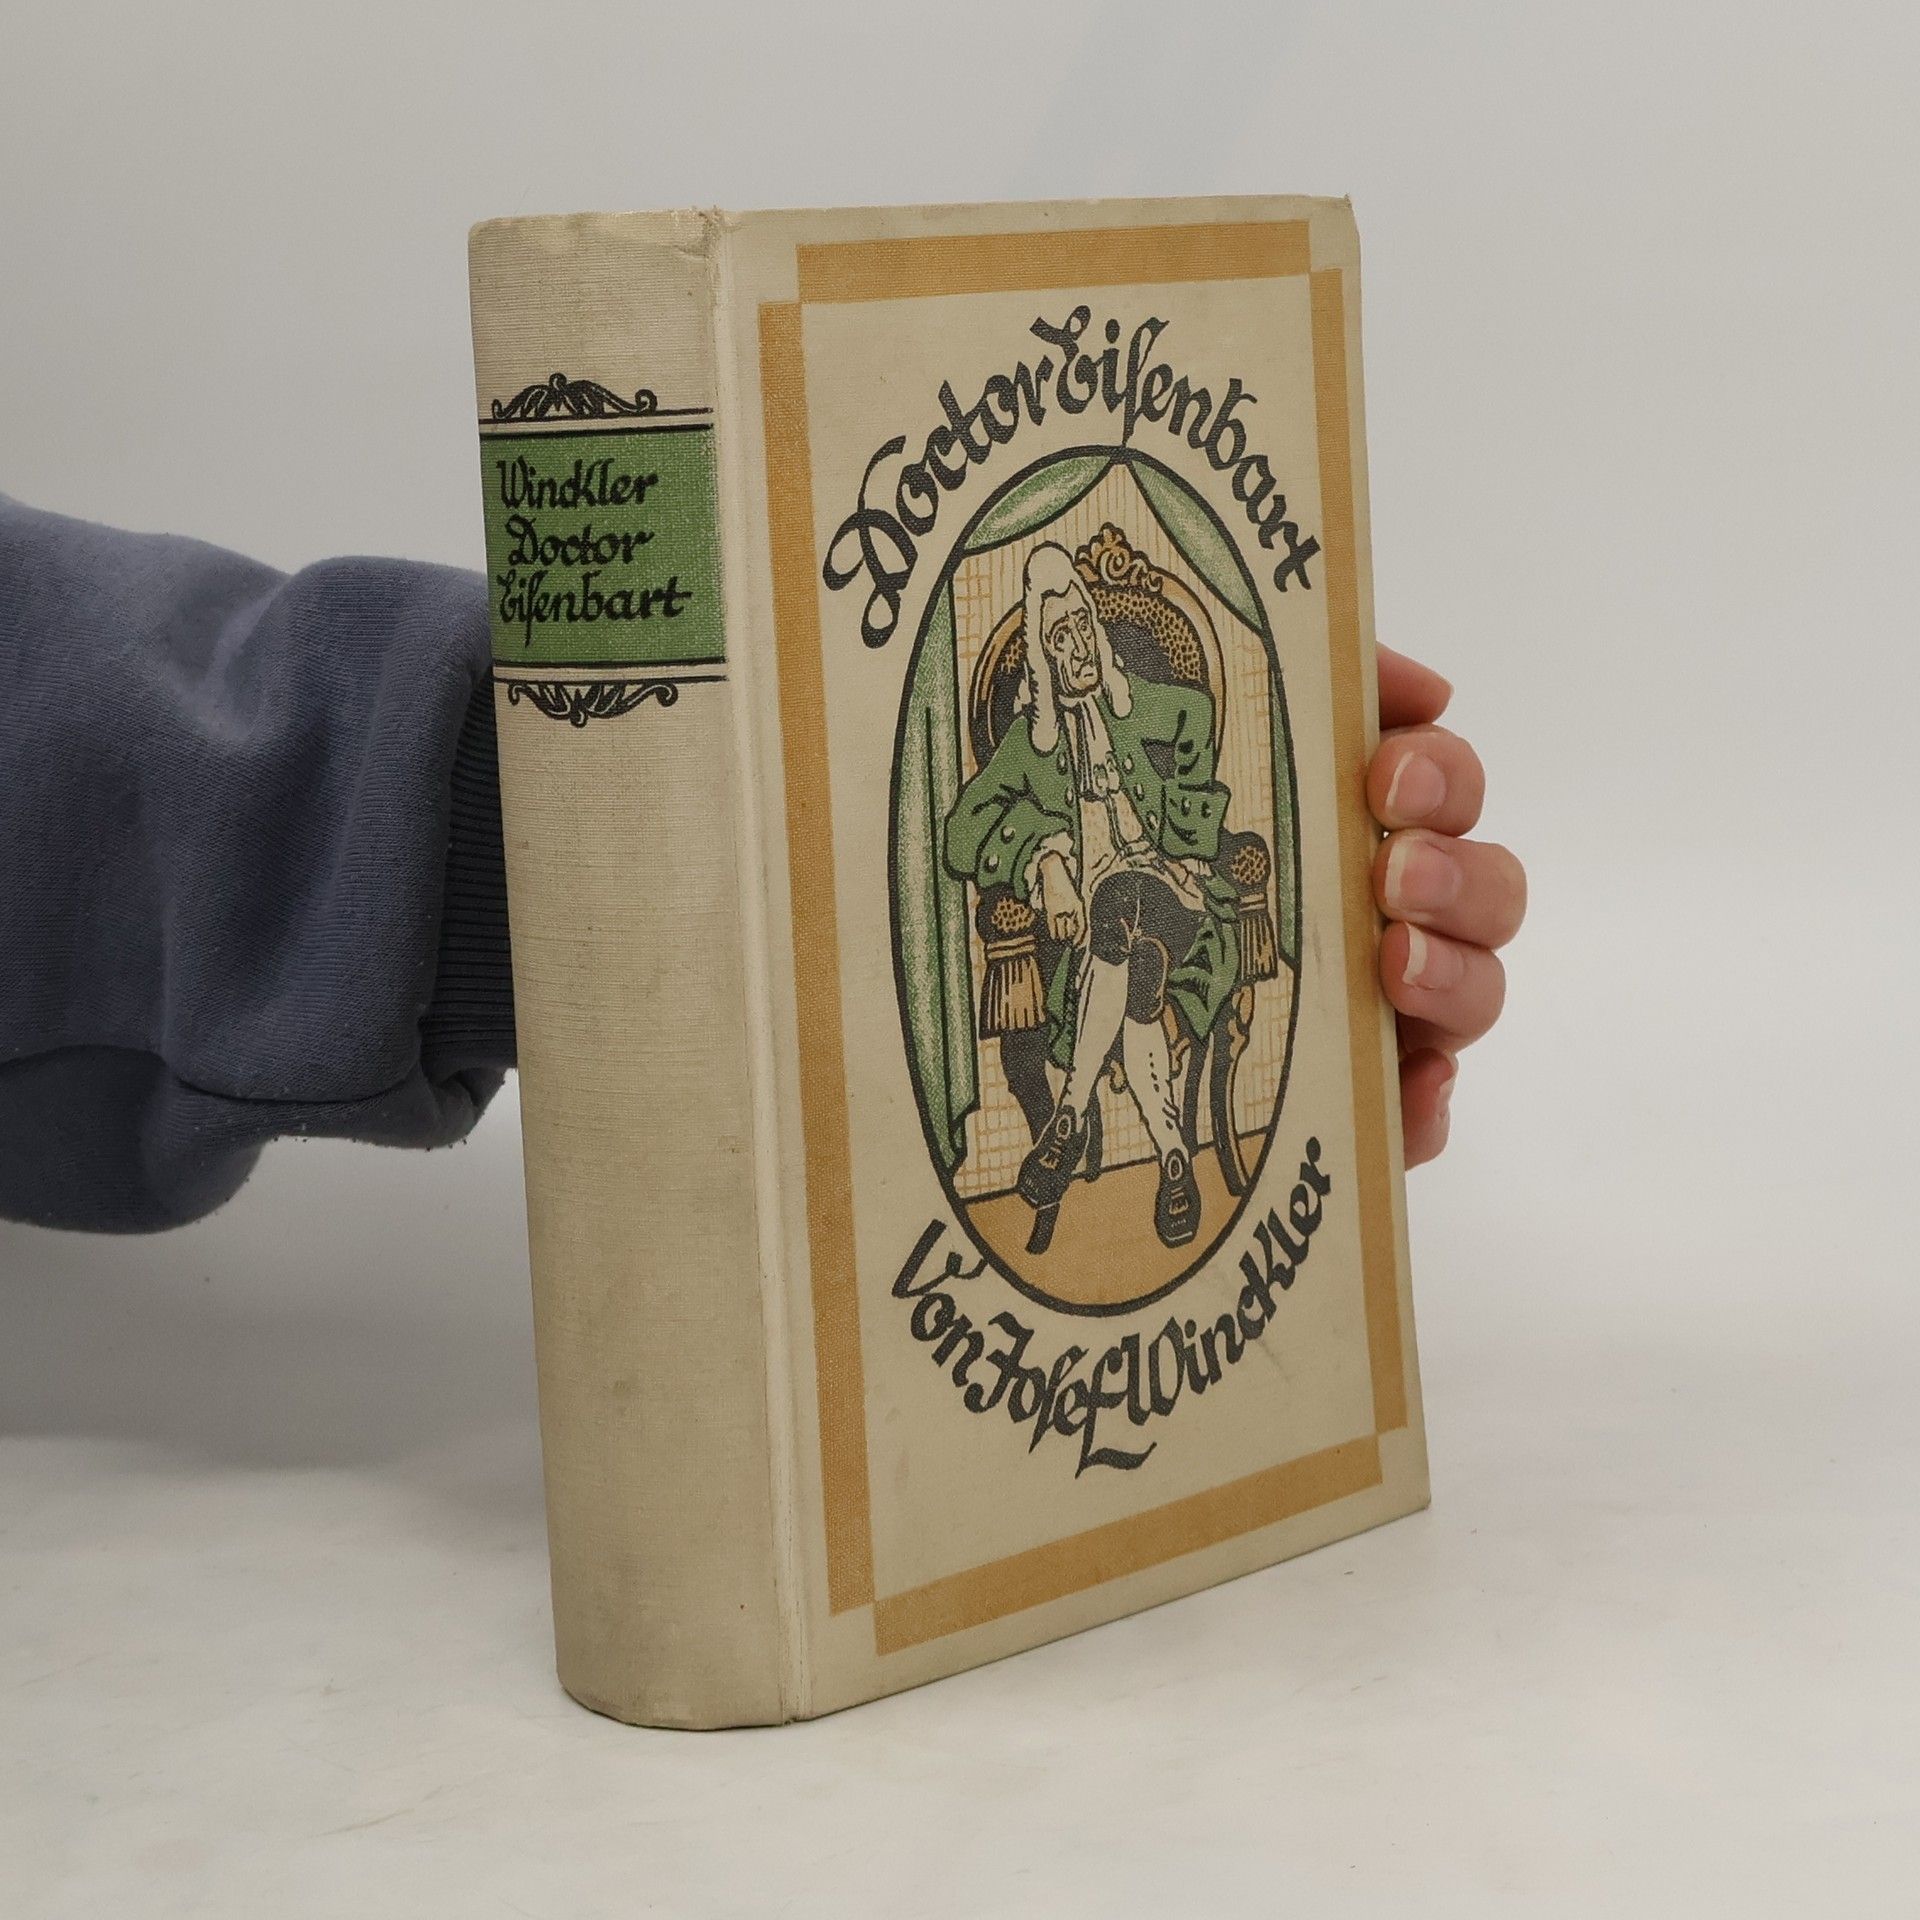 Winckler
Doctor
Eiſenbart
Doctor Eiſenbart
Von Joſef Winckler